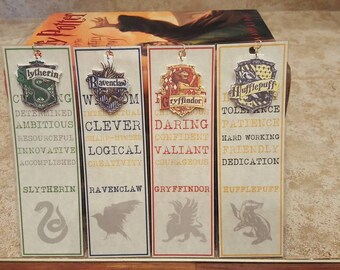 Slytherin
CUNNING
DETERMINED
AMBITIOUS
RESOURCEFUL
INNOVATIVE
ACCOMPLISHED
SLYTHERIN
Ravenclaw
WISDOM
CLEVER
LOGICAL
CREATIVITY
RAVENCLAW
Gryffindor
DARING
CONFIDENT
VALIANT
COURAGEOUS
GRYFFINDOR
Hufflepuff
TOLERANCE
PATIENCE
HARD WORKING
FRIENDLY
DEDICATION
HUFFLEPUFF